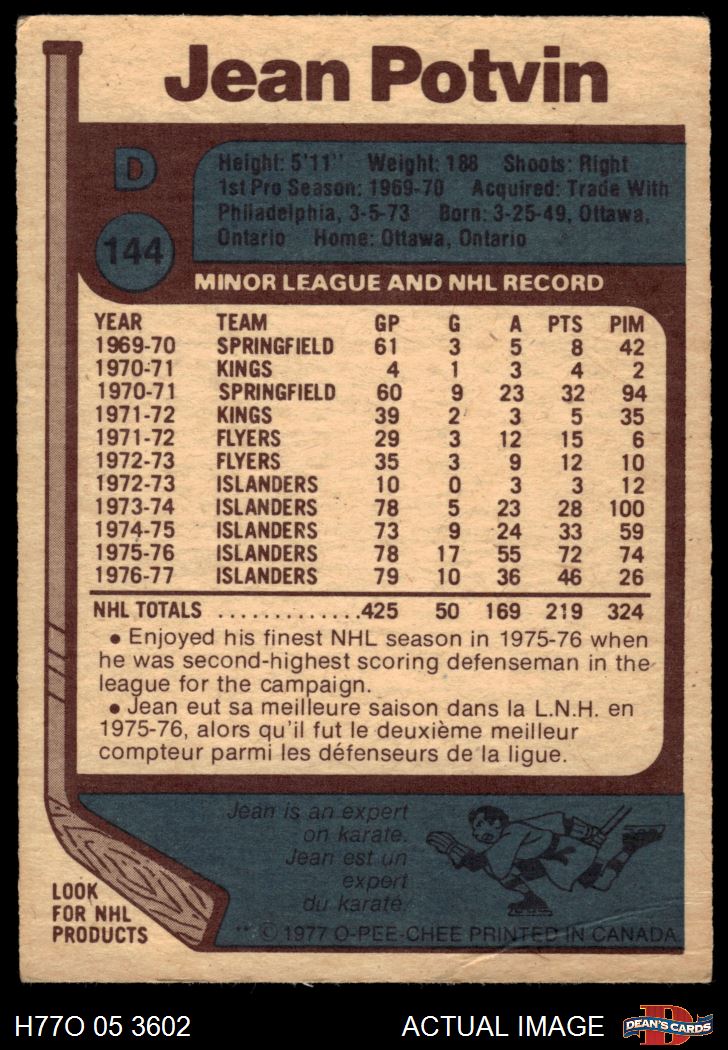 Jean Potvin
D
Height: 5'11" Weight: 188 Shoots: Right
1st Pro Season: 1969-70 Acquired: Trade With
Philadelphia, 3-5-73 Born: 3-25-49, Ottawa,
Ontario Home: Ottawa, Ontario
144
MINOR LEAGUE AND NHL RECORD
YEAR TEAM GP G A PTS PIM
1969-70 SPRINGFIELD 61 3 5 8 42
1970-71 KINGS 4 1 3 4 2
1970-71 SPRINGFIELD 60 9 23 32 94
1971-72 KINGS 39 2 3 5 35
1971-72 FLYERS 29 3 12 15 6
1972-73 FLYERS 35 3 9 12 10
1972-73 ISLANDERS 10 0 3 3 12
1973-74 ISLANDERS 78 5 23 28 100
1974-75 ISLANDERS 73 9 24 33 59
1975-76 ISLANDERS 78 17 55 72 74
1976-77 ISLANDERS 79 10 36 46 26
NHL TOTALS .............425 50 169 219 324
• Enjoyed his finest NHL season in 1975-76 when
he was second-highest scoring defenseman in the
league for the campaign.
• Jean eut sa meilleure saison dans la L.N.H. en
1975-76, alors qu'il fut le deuxième meilleur
compteur parmi les défenseurs de la ligue.
Jean is an expert
on karate.
Jean est un
expert
du karaté.
LOOK
FOR NHL
PRODUCTS
** © 1977 O-PEE-CHEE PRINTED IN CANADA
H77O 05 3602
ACTUAL IMAGE
D
DEAN'S CARDS